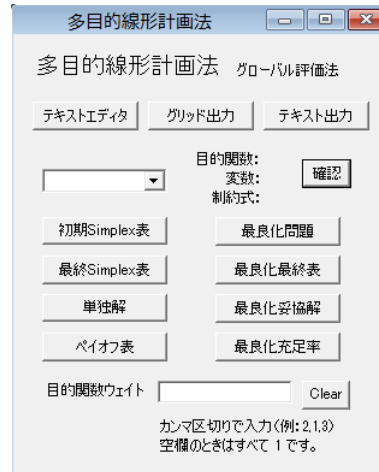 多目的線形計画法
多目的線形計画法 グローバル評価法
テキストエディタ グリッド出力 テキスト出力
目的関数:
変数:
制約式:
確認
初期Simplex表 最良化問題
最終Simplex表 最良化最終表
単独解 最良化妥協解
ペイオフ表 最良化充足率
目的関数ウェイト Clear
カンマ区切りで入力(例:2,1,3)
空欄のときはすべて 1 です。